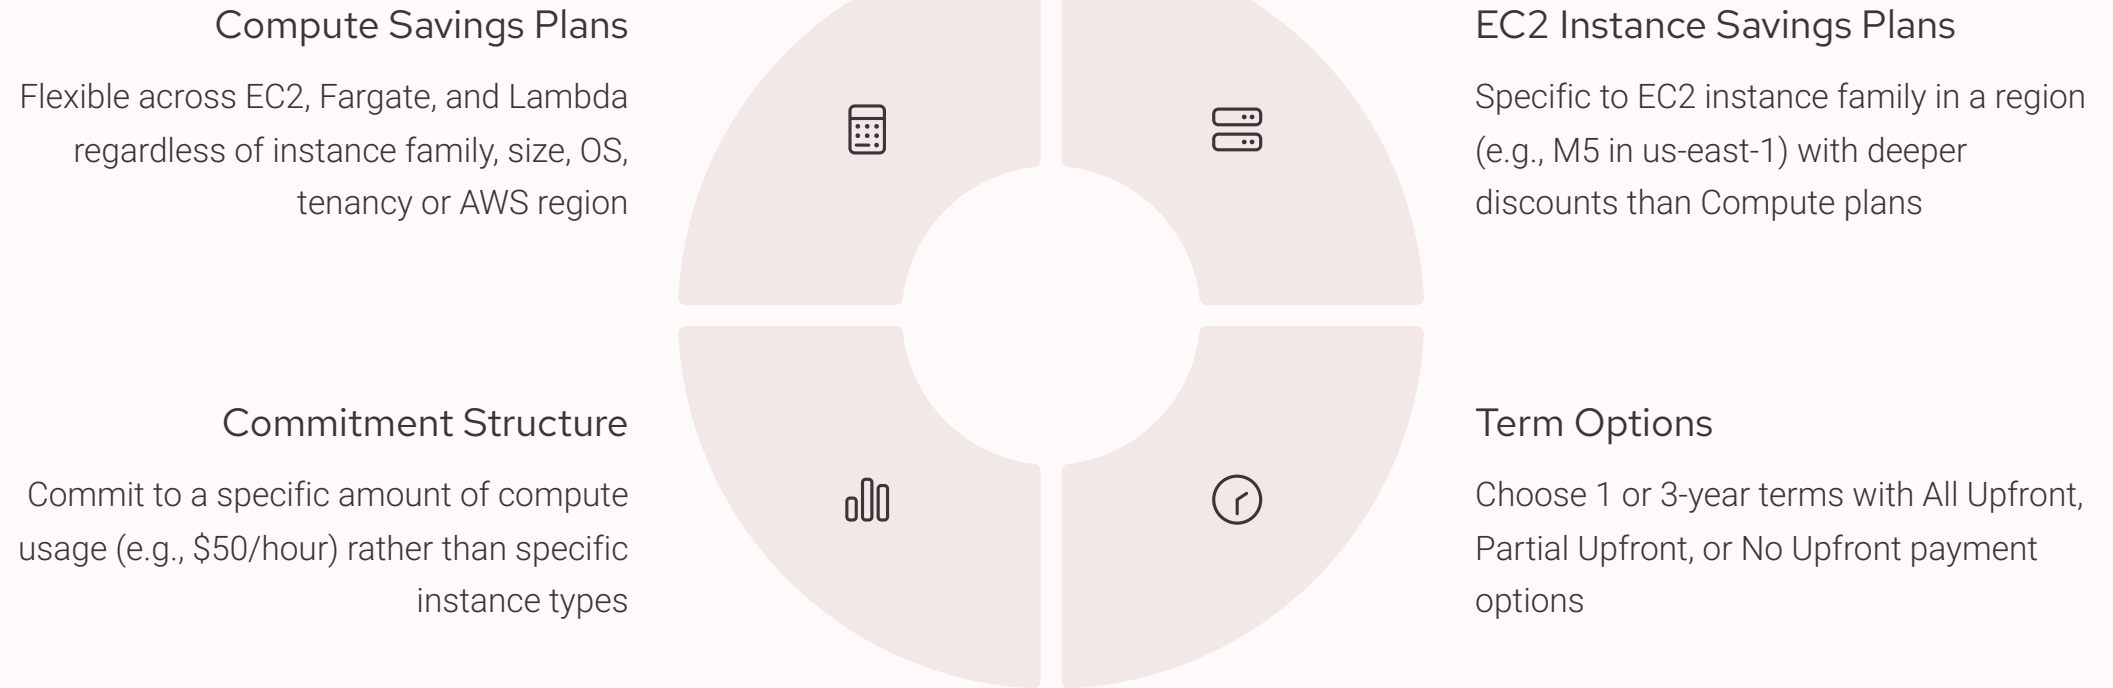 Compute Savings Plans
Flexible across EC2, Fargate, and Lambda
regardless of instance family, size, OS,
tenancy or AWS region
EC2 Instance Savings Plans
Specific to EC2 instance family in a region
(e.g., M5 in us-east-1) with deeper
discounts than Compute plans
Commitment Structure
Commit to a specific amount of compute
usage (e.g., $50/hour) rather than specific
instance types
Term Options
Choose 1 or 3-year terms with All Upfront,
Partial Upfront, or No Upfront payment
options